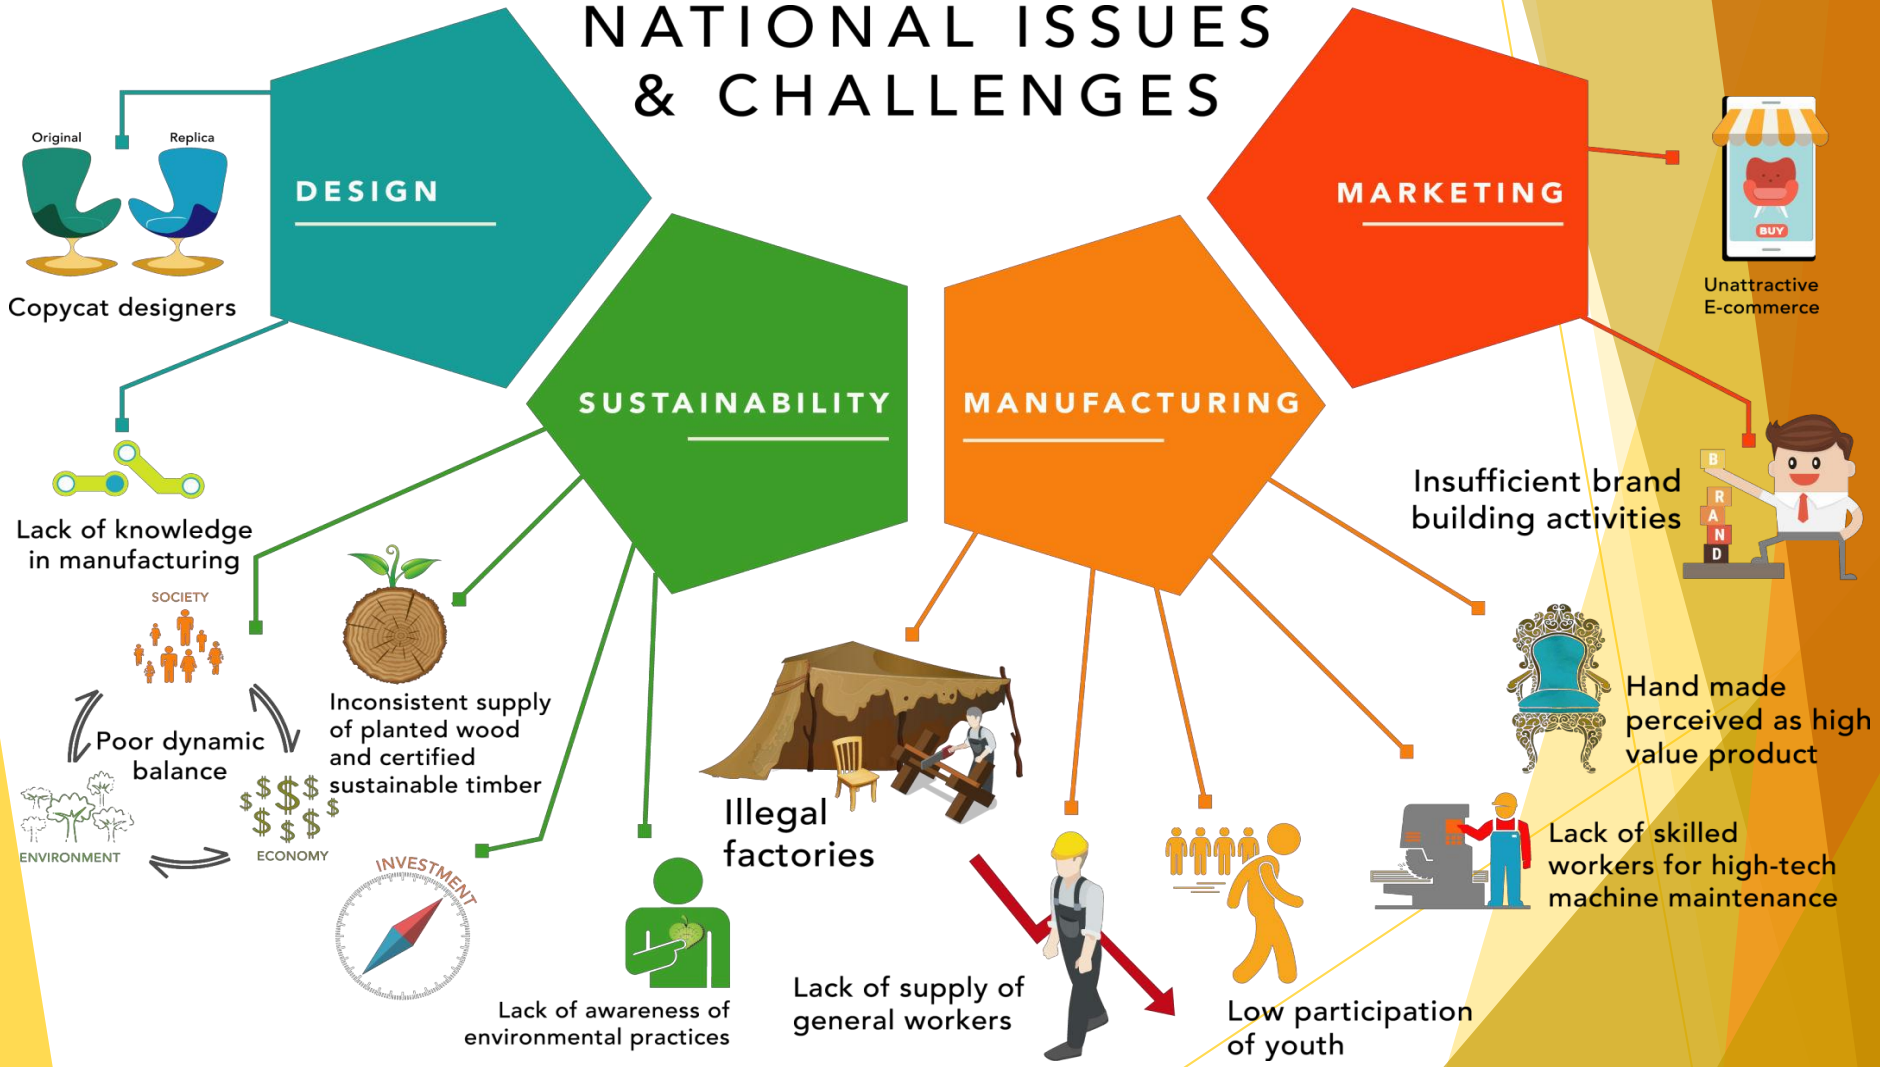 NATIONAL ISSUES
& CHALLENGES
DESIGN
Original
Replica
Copycat designers
Lack of knowledge
in manufacturing
SUSTAINABILITY
SOCIETY
Poor dynamic
balance
ENVIRONMENT
ECONOMY
Inconsistent supply
of planted wood
and certified
sustainable timber
INVESTMENT
Lack of awareness of
environmental practices
MANUFACTURING
Illegal
factories
Lack of supply of
general workers
Low participation
of youth
Lack of skilled
workers for high-tech
machine maintenance
Hand made
perceived as high
value product
MARKETING
BUY
Unattractive
E-commerce
Insufficient brand
building activities
B
R
A
N
D